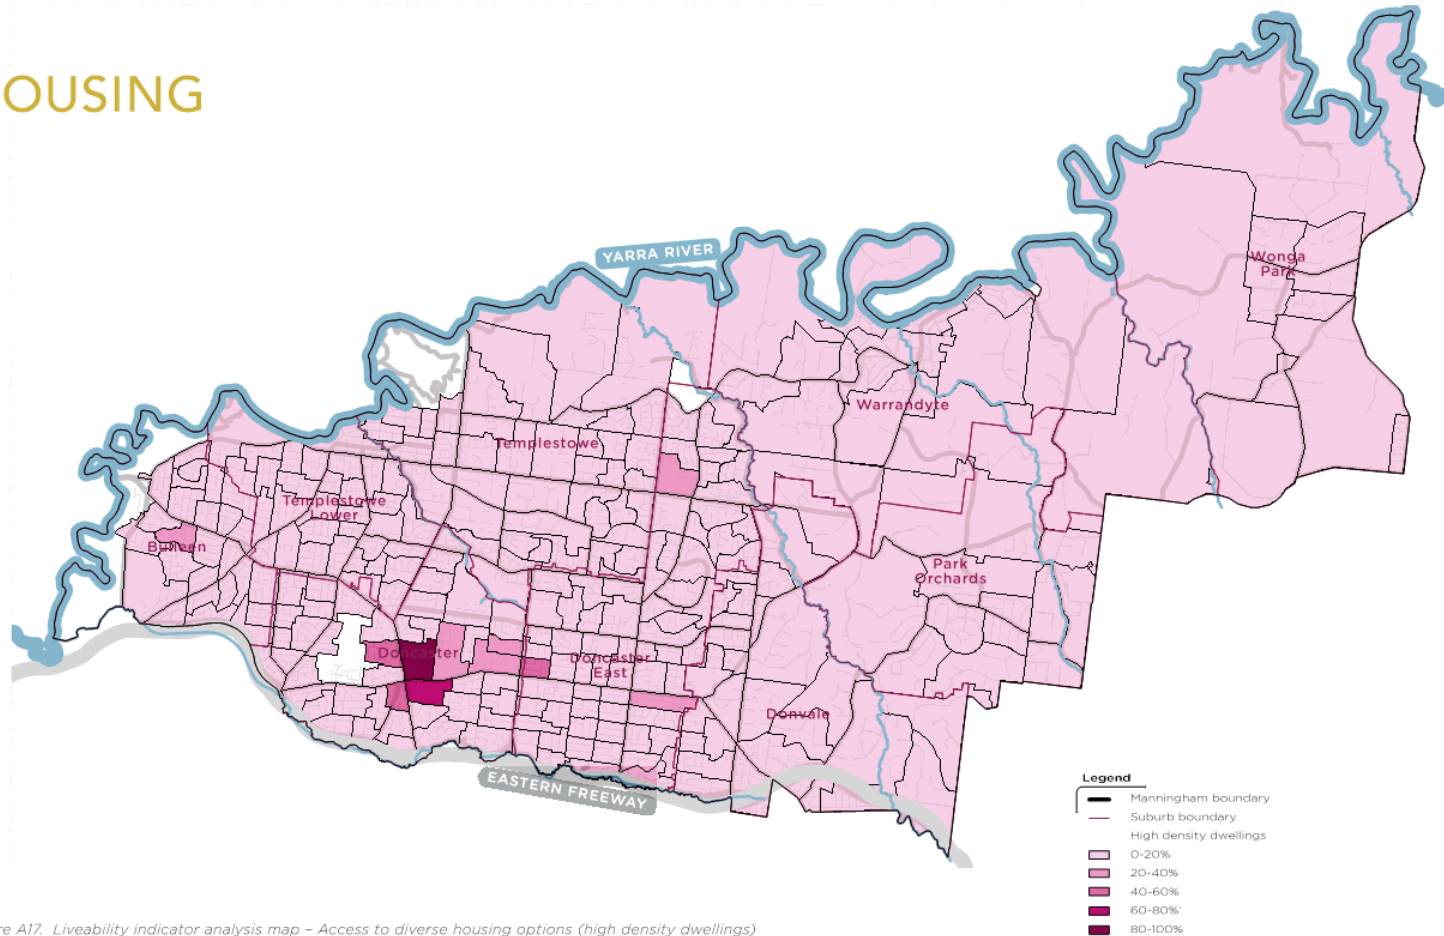 OUSING
YARRA RIVER
Wonga
Park
Warrandyte
Templestowe
Templestowe
Lower
Bulleen
Park
Orchards
Doncaster
Doncaster
East
Donvale
EASTERN FREEWAY
Legend
Manningham boundary
Suburb boundary
High density dwellings
0-20%
20-40%
40-60%
60-80%'
80-100%
re A17. Liveability indicator analysis map – Access to diverse housing options (high density dwellings)